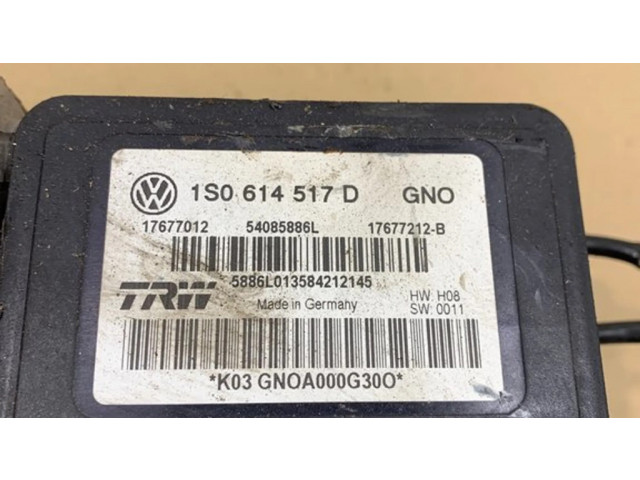 1S0 614 517 D GNO
17677012 54085886L 17677212-B
5886L013584212145
TRW Made in Germany HW: H08
SW: 0011
*K03 GNOA000G30O*